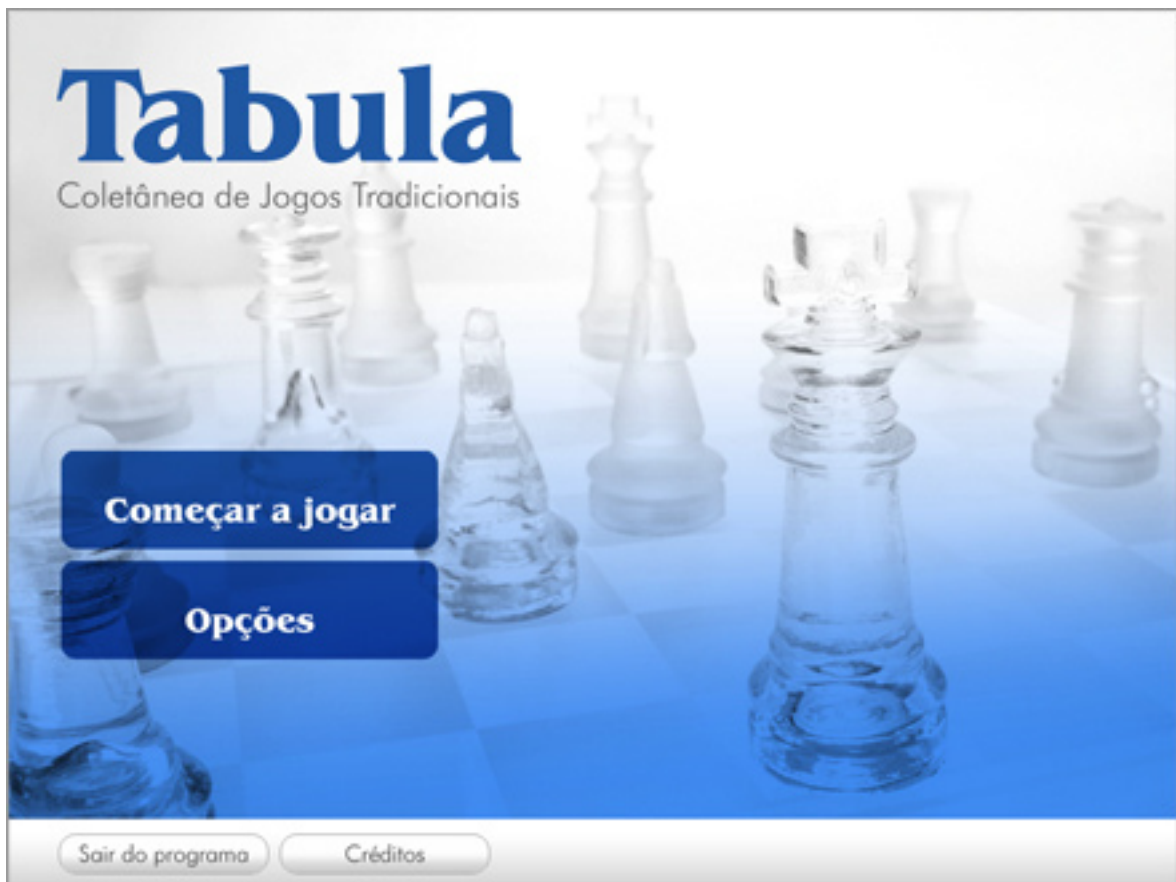 Tabula
Coletânea de Jogos Tradicionais
Começar a jogar
Opções
Sair do programa
Créditos